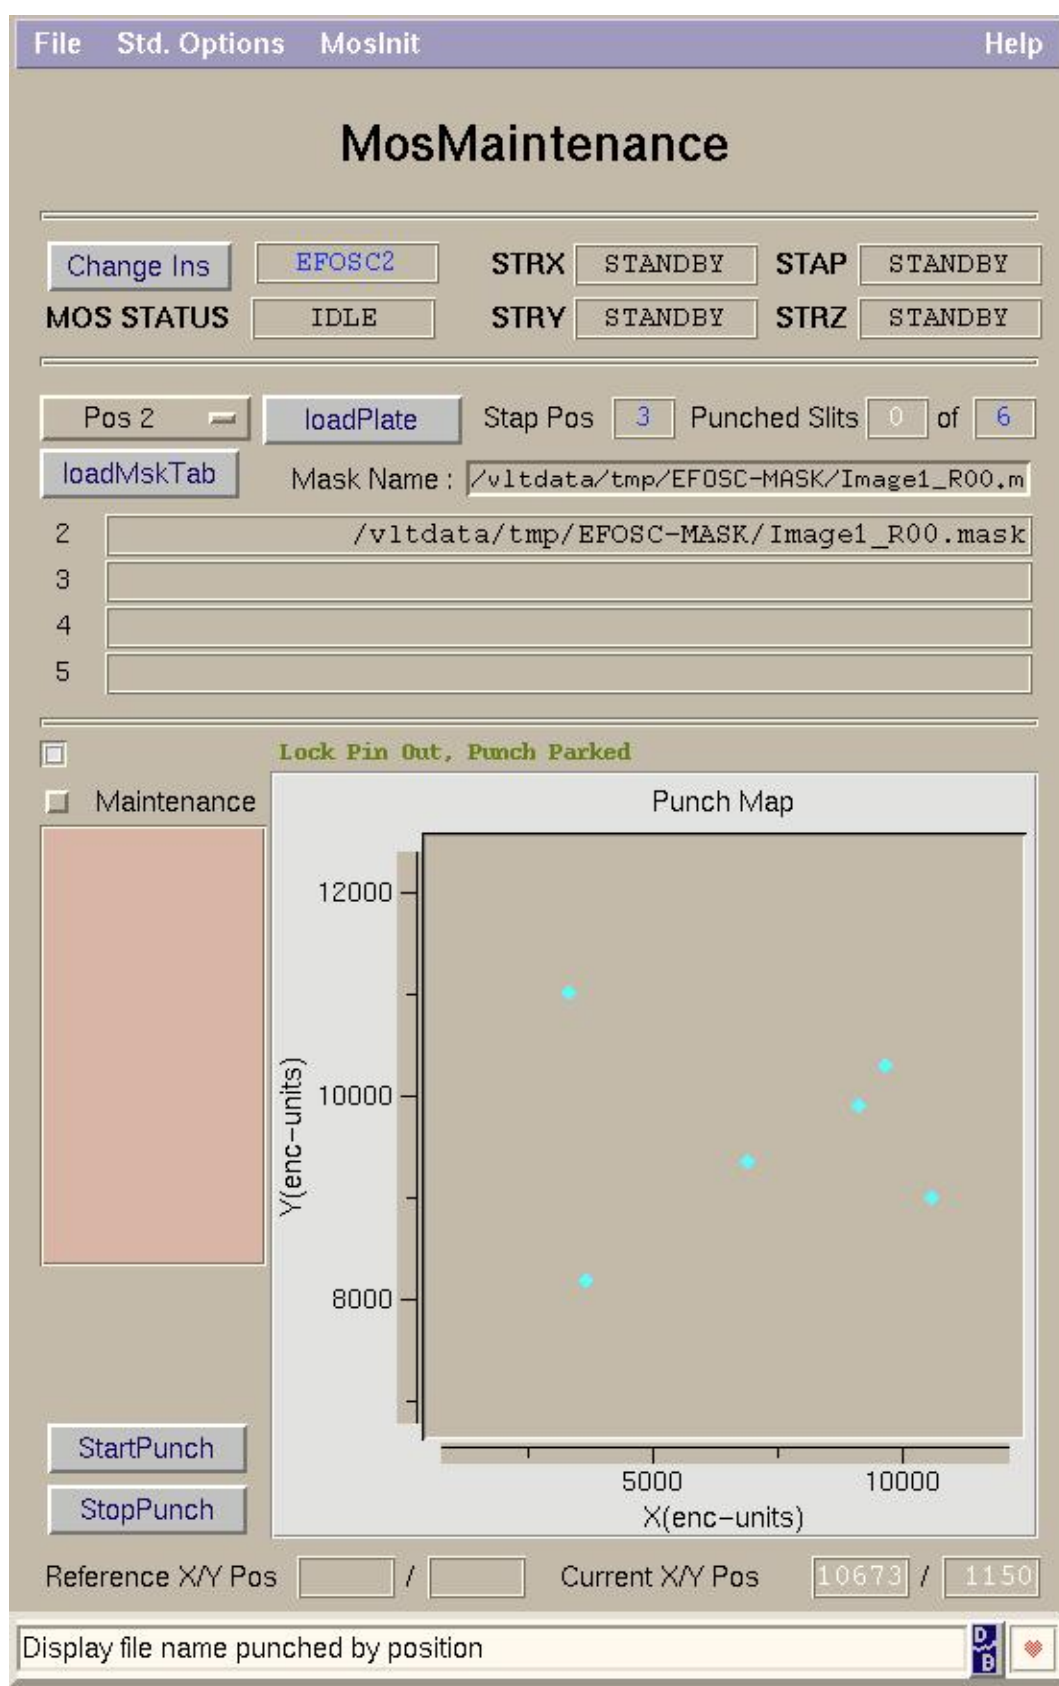 File Std. Options MosInit Help
MosMaintenance
Change Ins EFOSC2 STRX STANDBY STAP STANDBY
MOS STATUS IDLE STRY STANDBY STRZ STANDBY
Pos 2 loadPlate Stap Pos 3 Punched Slits 0 of 6
loadMskTab Mask Name : /vltdata/tmp/EFOSC-MASK/Image1_R00.m
2 /vltdata/tmp/EFOSC-MASK/Image1_R00.mask
3
4
5
Lock Pin Out, Punch Parked
Maintenance
Punch Map
12000
10000
8000
Y(enc-units)
5000 10000
X(enc-units)
StartPunch
StopPunch
Reference X/Y Pos / Current X/Y Pos 10673 / 1150
Display file name punched by position
D B